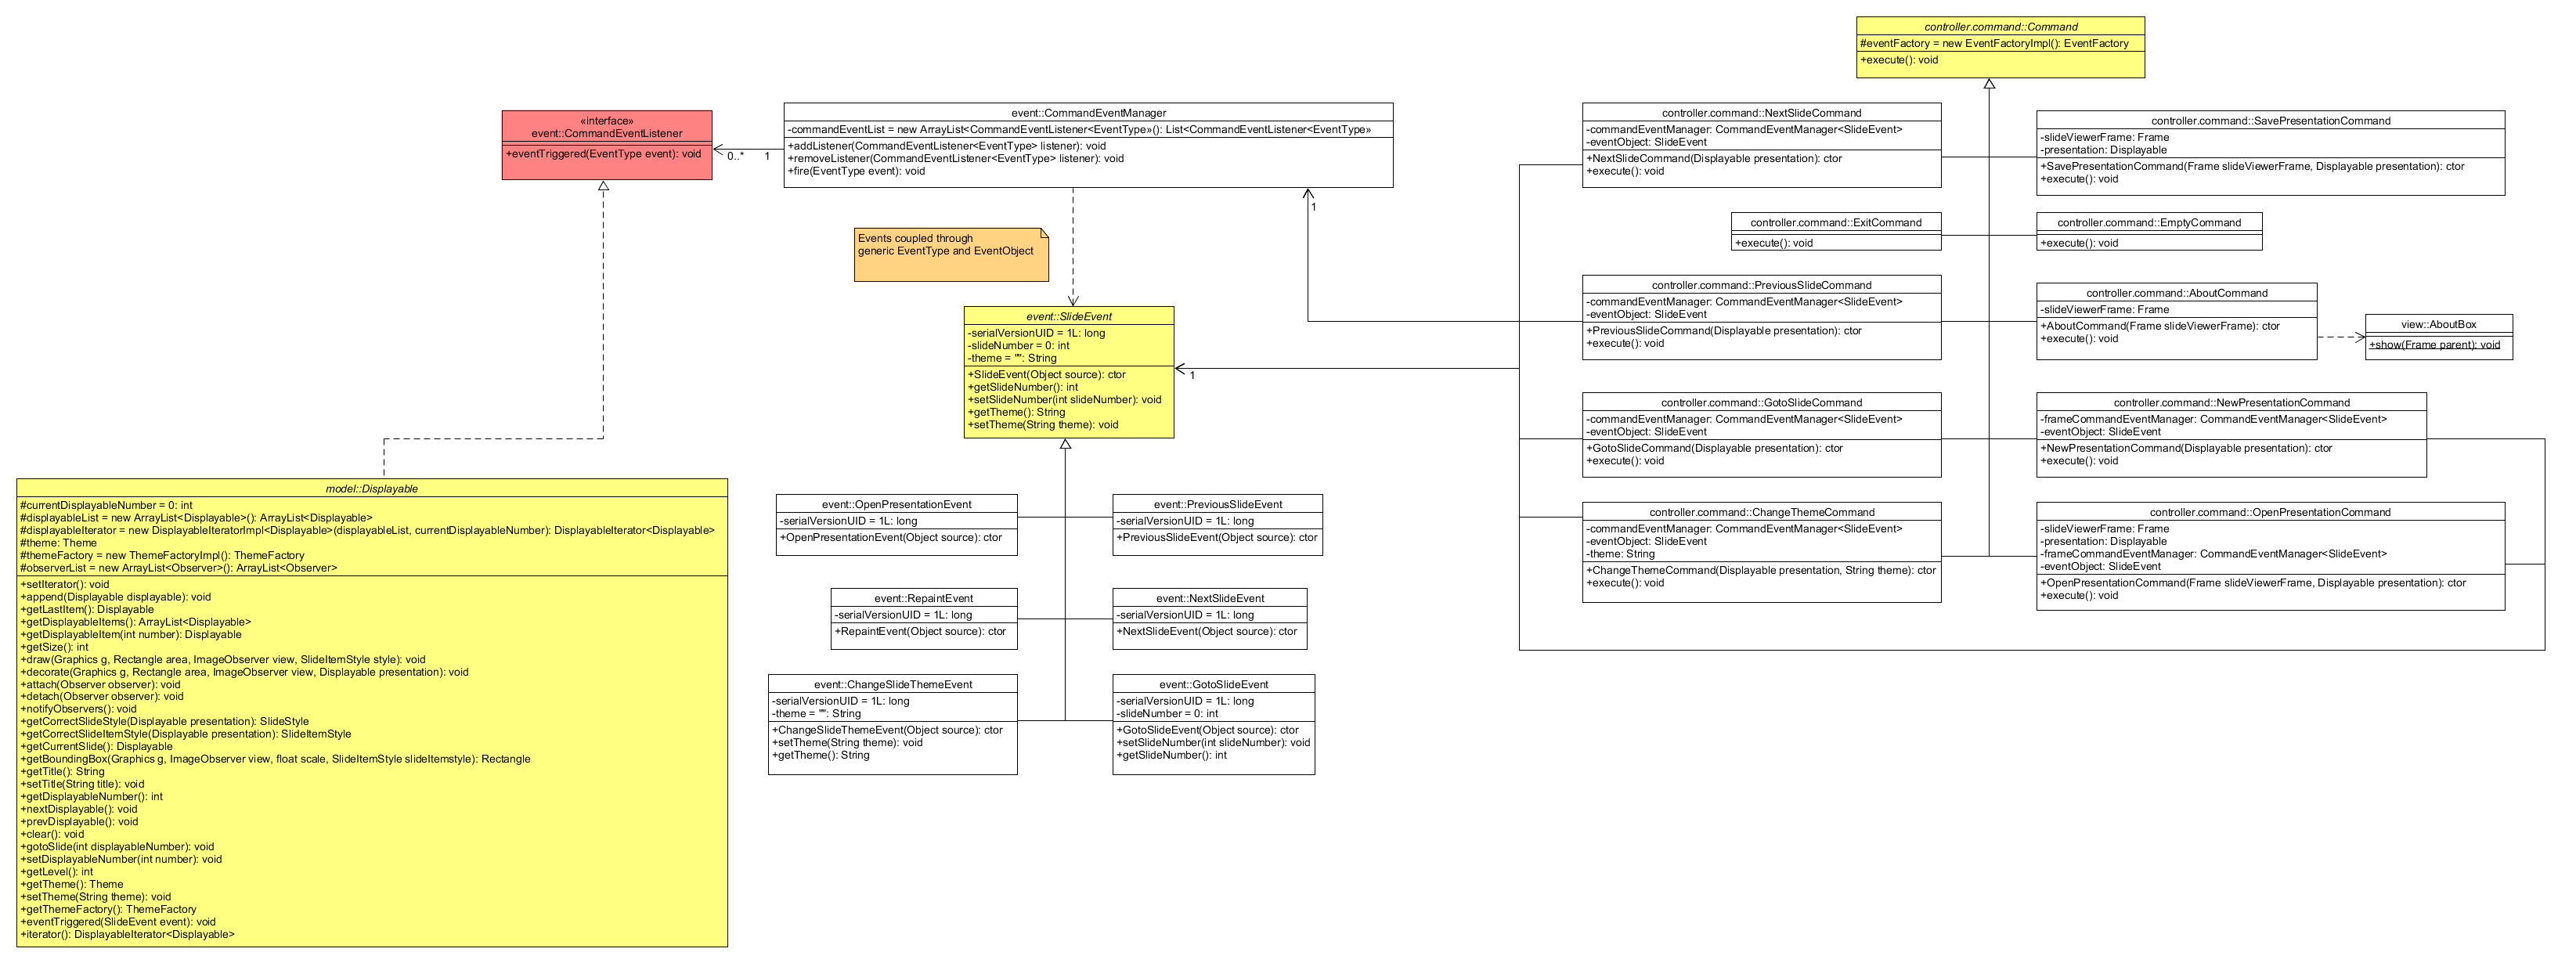 controller.command::Command
#eventFactory = new EventFactoryImpl(): EventFactory
+execute(): void
«interface»
event::CommandEventListener
+eventTriggered(EventType event): void
0..*
1
event::CommandEventManager
-commandEventList = new ArrayList<CommandEventListener<EventType»(): List<CommandEventListener<EventType»
+addListener(CommandEventListener<EventType> listener): void
+removeListener(CommandEventListener<EventType> listener): void
+fire(EventType event): void
1
Events coupled through
generic EventType and EventObject
event::SlideEvent
-serialVersionUID = 1L: long
-slideNumber = 0: int
-theme = "": String
+SlideEvent(Object source): ctor
+getSlideNumber(): int
+setSlideNumber(int slideNumber): void
+getTheme(): String
+setTheme(String theme): void
1
controller.command::NextSlideCommand
-commandEventManager: CommandEventManager<SlideEvent>
-eventObject: SlideEvent
+NextSlideCommand(Displayable presentation): ctor
+execute(): void
controller.command::SavePresentationCommand
-slideViewerFrame: Frame
-presentation: Displayable
+SavePresentationCommand(Frame slideViewerFrame, Displayable presentation): ctor
+execute(): void
controller.command::ExitCommand
+execute(): void
controller.command::EmptyCommand
+execute(): void
controller.command::PreviousSlideCommand
-commandEventManager: CommandEventManager<SlideEvent>
-eventObject: SlideEvent
+PreviousSlideCommand(Displayable presentation): ctor
+execute(): void
controller.command::AboutCommand
-slideViewerFrame: Frame
+AboutCommand(Frame slideViewerFrame): ctor
+execute(): void
view::AboutBox
+show(Frame parent): void
controller.command::GotoSlideCommand
-commandEventManager: CommandEventManager<SlideEvent>
-eventObject: SlideEvent
+GotoSlideCommand(Displayable presentation): ctor
+execute(): void
controller.command::NewPresentationCommand
-frameCommandEventManager: CommandEventManager<SlideEvent>
-eventObject: SlideEvent
+NewPresentationCommand(Displayable presentation): ctor
+execute(): void
controller.command::ChangeThemeCommand
-commandEventManager: CommandEventManager<SlideEvent>
-eventObject: SlideEvent
-theme: String
+ChangeThemeCommand(Displayable presentation, String theme): ctor
+execute(): void
controller.command::OpenPresentationCommand
-slideViewerFrame: Frame
-presentation: Displayable
-frameCommandEventManager: CommandEventManager<SlideEvent>
-eventObject: SlideEvent
+OpenPresentationCommand(Frame slideViewerFrame, Displayable presentation): ctor
+execute(): void
model::Displayable
#currentDisplayableNumber = 0: int
#displayableList = new ArrayList<Displayable>(): ArrayList<Displayable>
#displayableIterator = new DisplayableIteratorImpl<Displayable>(displayableList, currentDisplayableNumber): DisplayableIterator<Displayable>
#theme: Theme
#themeFactory = new ThemeFactoryImpl(): ThemeFactory
#observerList = new ArrayList<Observer>(): ArrayList<Observer>
+setIterator(): void
+append(Displayable displayable): void
+getLastItem(): Displayable
+getDisplayableItems(): ArrayList<Displayable>
+getDisplayableItem(int number): Displayable
+getSize(): int
+draw(Graphics g, Rectangle area, ImageObserver view, SlideItemStyle style): void
+decorate(Graphics g, Rectangle area, ImageObserver view, Displayable presentation): void
+attach(Observer observer): void
+detach(Observer observer): void
+notifyObservers(): void
+getCorrectSlideStyle(Displayable presentation): SlideStyle
+getCorrectSlideItemStyle(Displayable presentation): SlideItemStyle
+getCurrentSlide(): Displayable
+getBoundingBox(Graphics g, ImageObserver view, float scale, SlideItemStyle slideItemstyle): Rectangle
+getTitle(): String
+setTitle(String title): void
+getDisplayableNumber(): int
+nextDisplayable(): void
+prevDisplayable(): void
+clear(): void
+gotoSlide(int displayableNumber): void
+setDisplayableNumber(int number): void
+getLevel(): int
+getTheme(): Theme
+setTheme(String theme): void
+getThemeFactory(): ThemeFactory
+eventTriggered(SlideEvent event): void
+iterator(): DisplayableIterator<Displayable>
event::OpenPresentationEvent
-serialVersionUID = 1L: long
+OpenPresentationEvent(Object source): ctor
event::PreviousSlideEvent
-serialVersionUID = 1L: long
+PreviousSlideEvent(Object source): ctor
event::RepaintEvent
-serialVersionUID = 1L: long
+RepaintEvent(Object source): ctor
event::NextSlideEvent
-serialVersionUID = 1L: long
+NextSlideEvent(Object source): ctor
event::ChangeSlideThemeEvent
-serialVersionUID = 1L: long
-theme = "": String
+ChangeSlideThemeEvent(Object source): ctor
+setTheme(String theme): void
+getTheme(): String
event::GotoSlideEvent
-serialVersionUID = 1L: long
-slideNumber = 0: int
+GotoSlideEvent(Object source): ctor
+setSlideNumber(int slideNumber): void
+getSlideNumber(): int